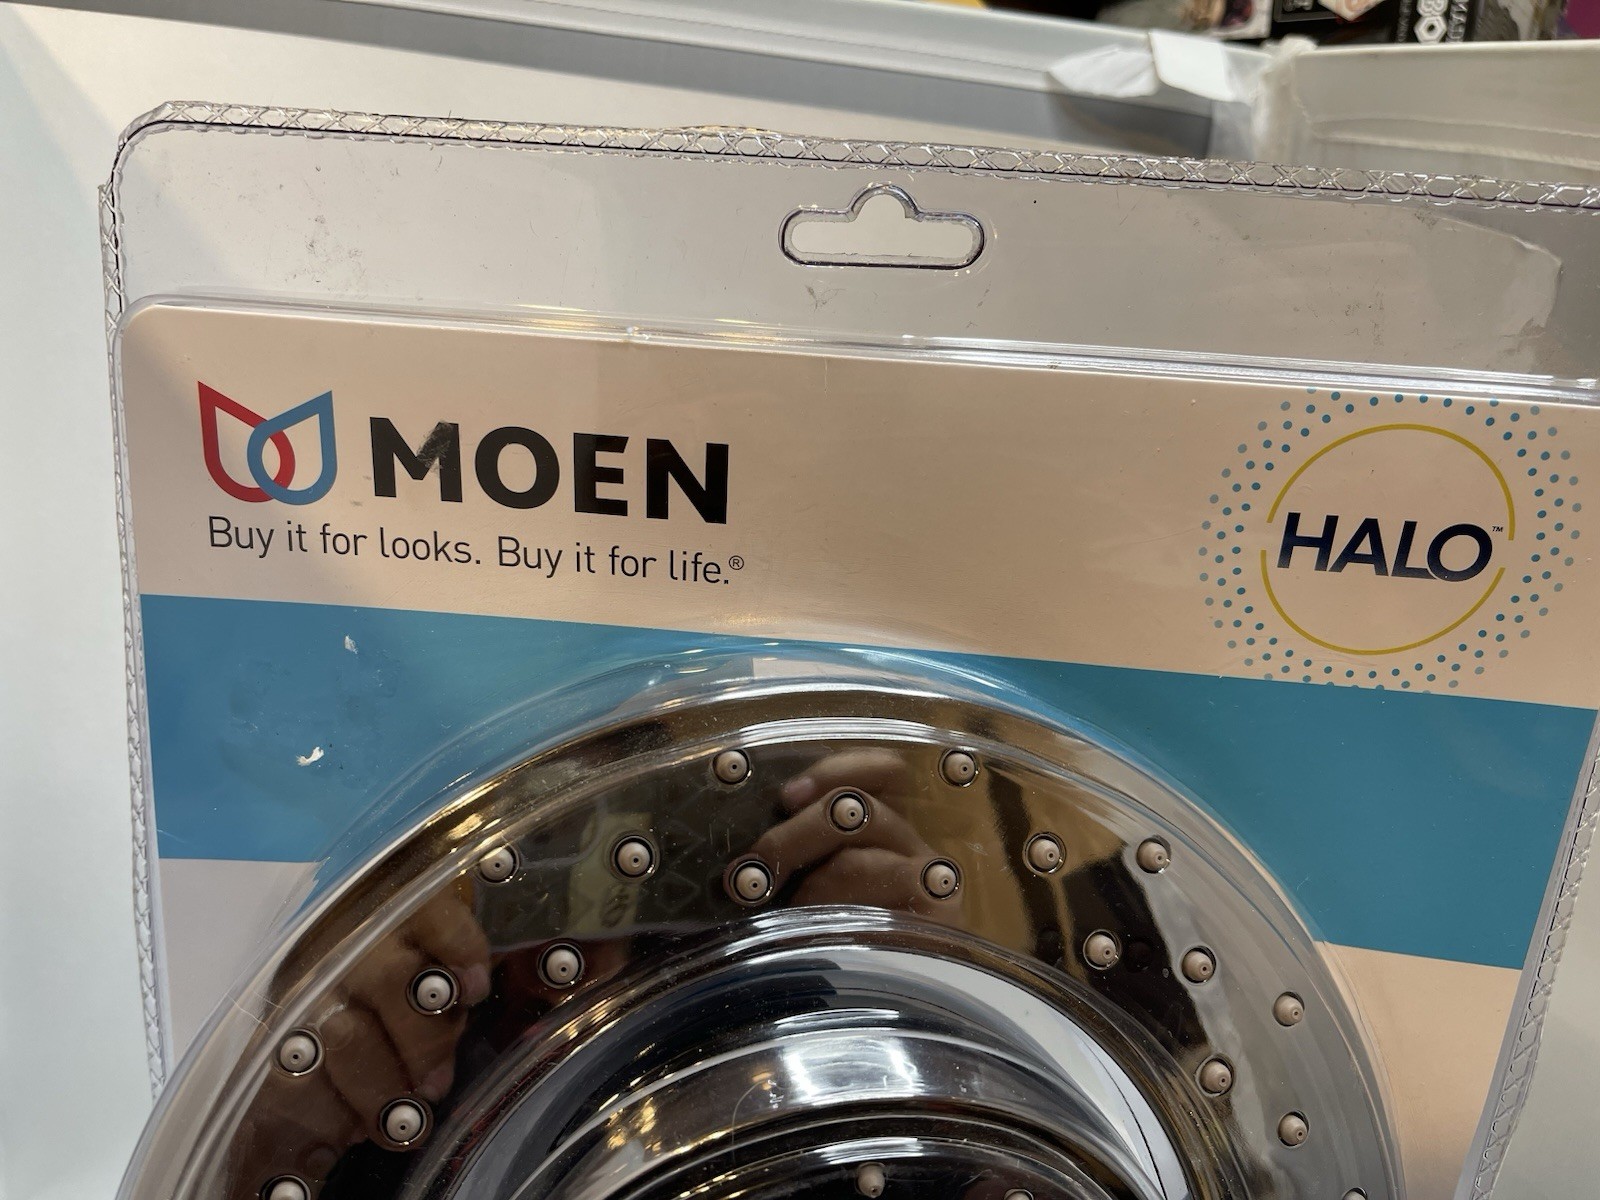 MOEN
Buy it for looks. Buy it for life.®
HALO™